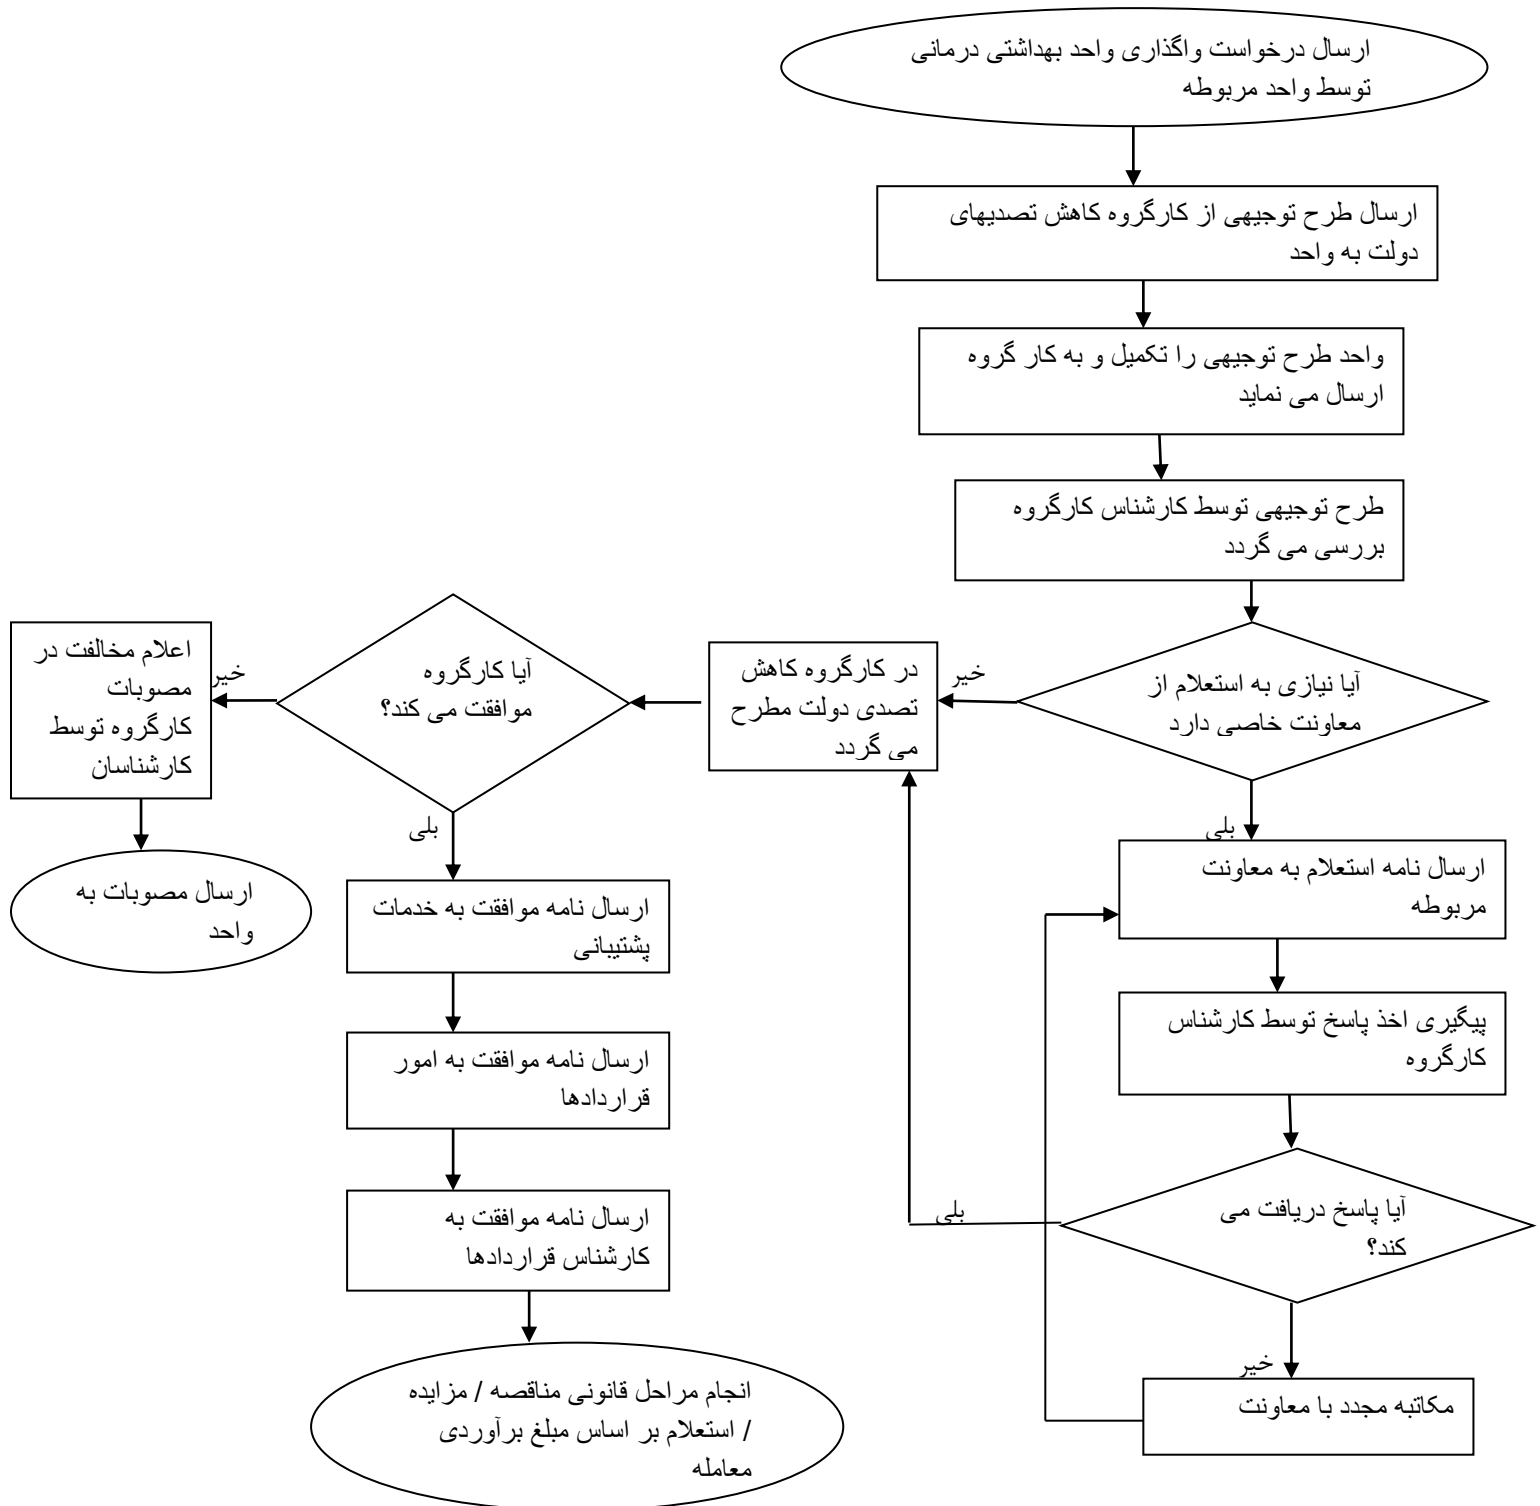 ارسال درخواست واگذاری واحد بهداشتی درمانی
توسط واحد مربوطه
ارسال طرح توجیهی از کارگروه کاهش تصدیهای
دولت به واحد
واحد طرح توجیهی را تکمیل و به کار گروه
ارسال می نماید
طرح توجیهی توسط کارشناس کارگروه
بررسی می گردد
آیا نیازی به استعلام از
معاونت خاصی دارد
خیر
بلی
در کارگروه کاهش
تصدی دولت مطرح
می گردد
آیا کارگروه
موافقت می کند؟
خیر
بلی
اعلام مخالفت در
مصوبات
کارگروه توسط
کارشناسان
ارسال مصوبات به
واحد
ارسال نامه موافقت به خدمات
پشتیبانی
ارسال نامه موافقت به امور
قراردادها
ارسال نامه موافقت به
کارشناس قراردادها
انجام مراحل قانونی مناقصه / مزایده
/ استعلام بر اساس مبلغ برآوردی
معامله
ارسال نامه استعلام به معاونت
مربوطه
پیگیری اخذ پاسخ توسط کارشناس
کارگروه
آیا پاسخ دریافت می
کند؟
بلی
خیر
مکاتبه مجدد با معاونت